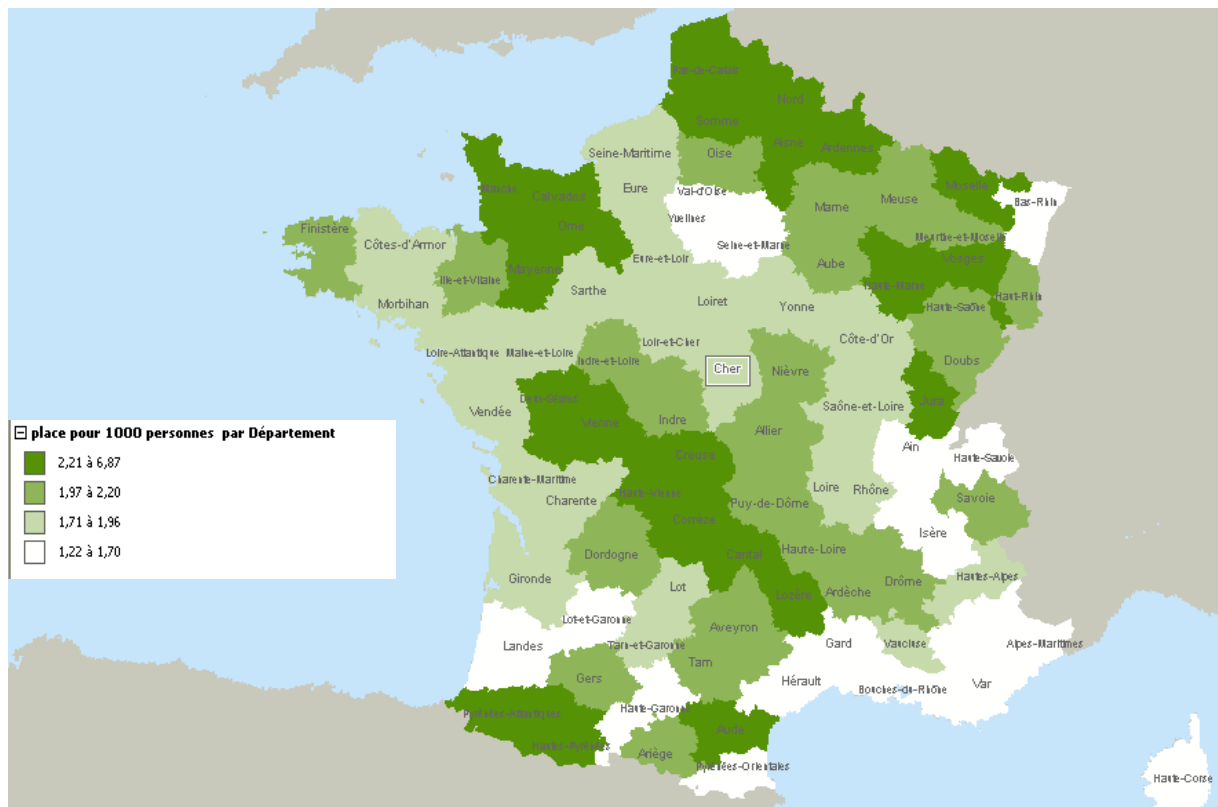 Pas-de-Calais
Nord
Somme
Aisne
Ardennes
Seine-Maritime
Oise
Eure
Val-d'Oise
Manche
Calvados
Moselle
Bas-Rhin
Meuse
Marne
Yvelines
Orne
Seine-et-Marne
Meurthe-et-Moselle
Finistère
Côtes-d'Armor
Eure-et-Loir
Vosges
Aube
Mayenne
Ille-et-Vilaine
Haute-Marne
Sarthe
Haut-Rhin
Morbihan
Loiret
Yonne
Haute-Saône
Loir-et-Cher
Côte-d'Or
Loire-Atlantique
Maine-et-Loire
Indre-et-Loire
Doubs
Cher
Nièvre
Deux-Sèvres
Jura
Saône-et-Loire
Vendée
Vienne
Indre
Allier
place pour 1000 personnes par Département
Ain
Creuse
Haute-Savoie
2,21 à 6,87
Charente-Maritime
Loire
Rhône
Haute-Vienne
Charente
Savoie
1,97 à 2,20
Puy-de-Dôme
Corrèze
1,71 à 1,96
Isère
Dordogne
Cantal
Haute-Loire
1,22 à 1,70
Gironde
Lot
Hautes-Alpes
Drôme
Ardèche
Lozère
Lot-et-Garonne
Aveyron
Landes
Tarn-et-Garonne
Gard
Vaucluse
Alpes-Maritimes
Tarn
Gers
Hérault
Var
Bouches-du-Rhône
Haute-Garonne
Pyrénées-Atlantiques
Aude
Hautes-Pyrénées
Ariège
Pyrénées-Orientales
Haute-Corse